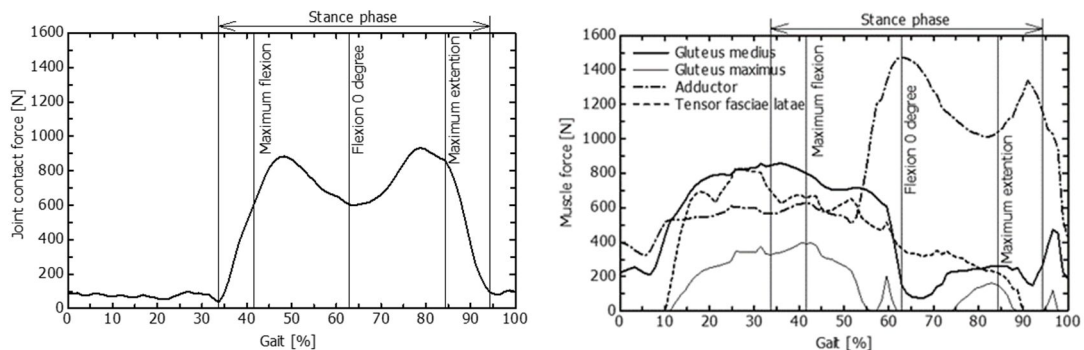 Stance phase
1600
1400
1200
1000
800
600
400
200
0
Joint contact force [N]
Maximum flexion
Flexion 0 degree
Maximum extention
0 10 20 30 40 50 60 70 80 90 100
Gait [%]
Stance phase
1600
1400
1200
1000
800
600
400
200
0
Muscle force [N]
Gluteus medius
Gluteus maximus
Adductor
Tensor fasciae latae
Maximum flexion
Flexion 0 degree
Maximum extention
0 10 20 30 40 50 60 70 80 90 100
Gait [%]